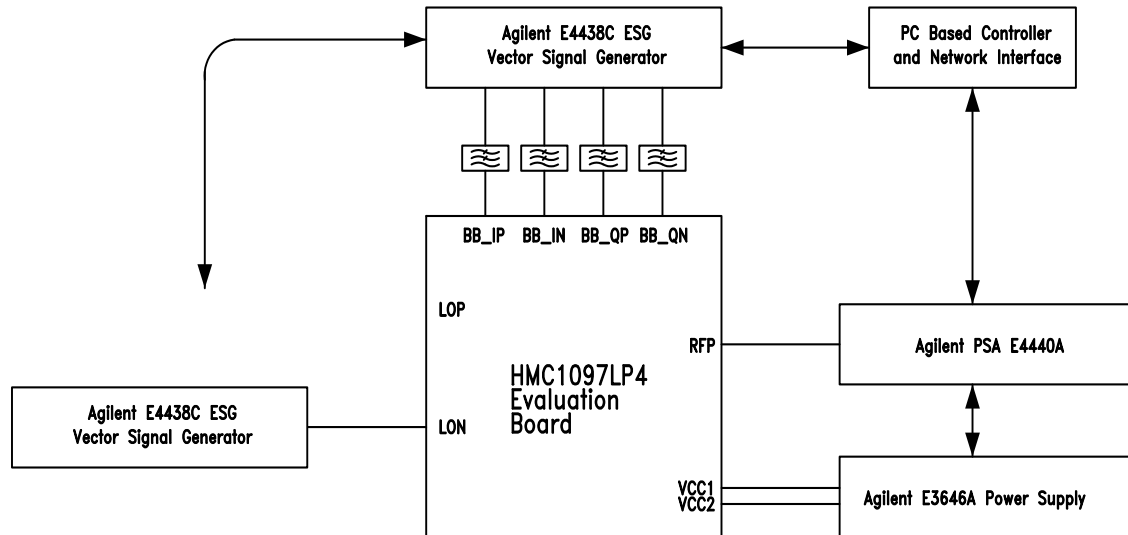 Agilent E4438C ESG
Vector Signal Generator
PC Based Controller
and Network Interface
BB_IP BB_IN BB_QP BB_QN
LOP
RFP
Agilent PSA E4440A
HMC1097LP4
Evaluation
Board
Agilent E4438C ESG
Vector Signal Generator
LON
VCC1
VCC2
Agilent E3646A Power Supply